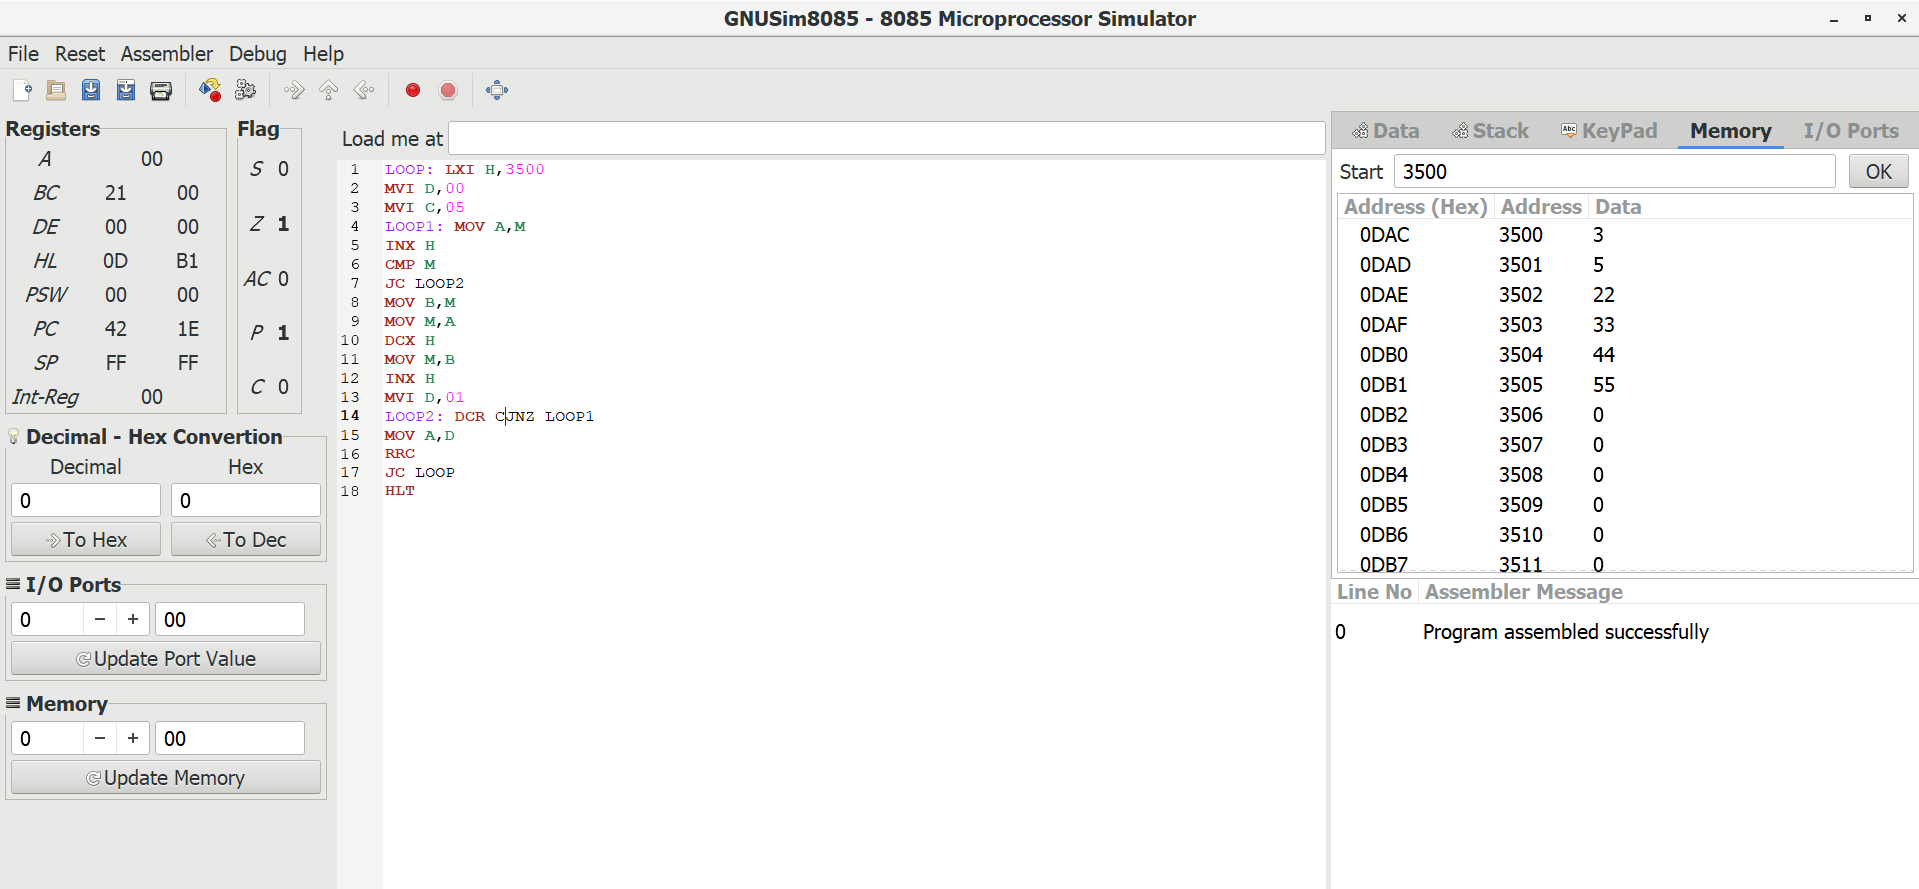 GNUSim8085 - 8085 Microprocessor Simulator
File Reset Assembler Debug Help
Registers
A 00
BC 21 00
DE 00 00
HL 0D B1
PSW 00 00
PC 42 1E
SP FF FF
Int-Reg 00
Flag
S 0
Z 1
AC 0
P 1
C 0
Decimal - Hex Convertion
Decimal Hex
0 0
To Hex To Dec
I/O Ports
0 − + 00
Update Port Value
Memory
0 − + 00
Update Memory
Load me at
1 LOOP: LXI H,3500
2 MVI D,00
3 MVI C,05
4 LOOP1: MOV A,M
5 INX H
6 CMP M
7 JC LOOP2
8 MOV B,M
9 MOV M,A
10 DCX H
11 MOV M,B
12 INX H
13 MVI D,01
14 LOOP2: DCR CJNZ LOOP1
15 MOV A,D
16 RRC
17 JC LOOP
18 HLT
Data Stack Abc KeyPad Memory I/O Ports
Start 3500 OK
Address (Hex) Address Data
0DAC 3500 3
0DAD 3501 5
0DAE 3502 22
0DAF 3503 33
0DB0 3504 44
0DB1 3505 55
0DB2 3506 0
0DB3 3507 0
0DB4 3508 0
0DB5 3509 0
0DB6 3510 0
0DB7 3511 0
Line No Assembler Message
0 Program assembled successfully